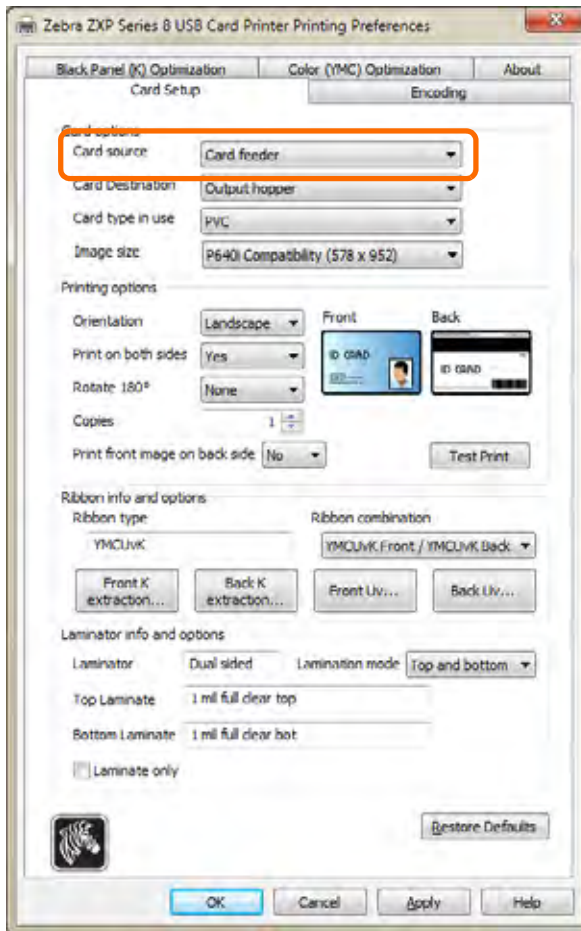 Zebra ZXP Series 8 USB Card Printer Printing Preferences
Black Panel (K) Optimization Color (YMC) Optimization About
Card Setup Encoding
Card options
Card source Card feeder
Card Destination Output hopper
Card type in use PVC
Image size P640i Compatibility (578 x 952)
Printing options
Orientation Landscape Front Back
Print on both sides Yes
ID CARD ID CARD
Rotate 180° None
Copies 1
Print front image on back side No Test Print
Ribbon info and options
Ribbon type Ribbon combination
YMCUvK YMCUvK Front / YMCUvK Back
Front K extraction... Back K extraction... Front Uv... Back Uv...
Laminator info and options
Laminator Dual sided Lamination mode Top and bottom
Top Laminate 1 mil full clear top
Bottom Laminate 1 mil full clear bot
Laminate only
Restore Defaults
OK Cancel Apply Help